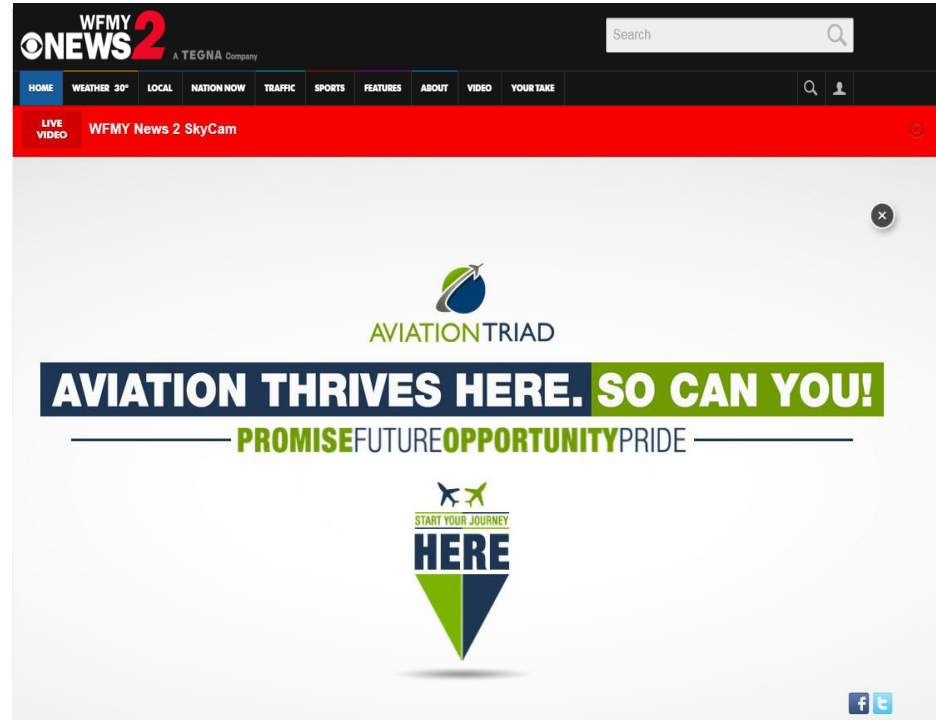 WFMY
NEWS 2
A TEGNA Company
Search
HOME WEATHER 30° LOCAL NATION NOW TRAFFIC SPORTS FEATURES ABOUT VIDEO YOUR TAKE
LIVE
VIDEO
WFMY News 2 SkyCam
AVIATIONTRIAD
AVIATION THRIVES HERE. SO CAN YOU!
PROMISEFUTUREOPPORTUNITYPRIDE
START YOUR JOURNEY
HERE